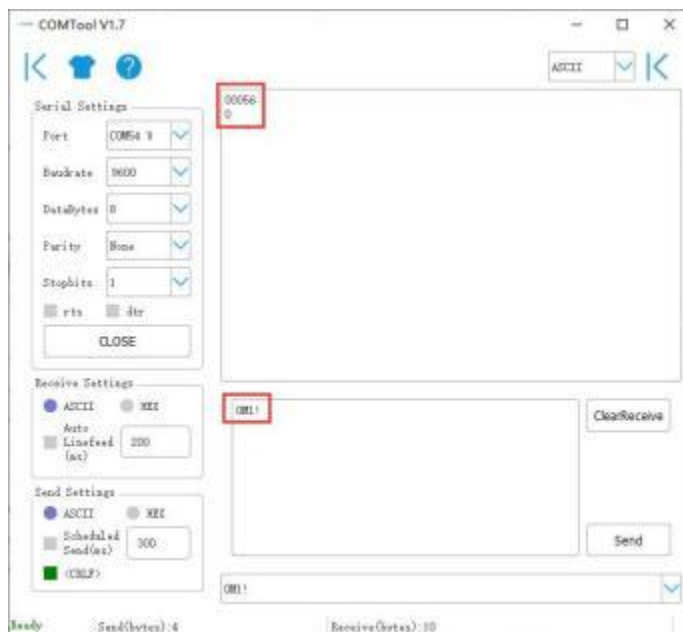 COMTool V1.7
ASCII
Serial Settings
Port COM54 V
Baudrate 9600
DataBytes 8
Parity None
Stopbits 1
rts dtr
CLOSE
00056
0
Receive Settings
ASCII HEX
Auto
Linefeed
(ms)
200
0M1!
ClearReceive
Send Settings
ASCII HEX
Scheduled
Send(ms)
300
<CRLF>
Send
0M1!
Ready Send(bytes):4 Receive(bytes):10